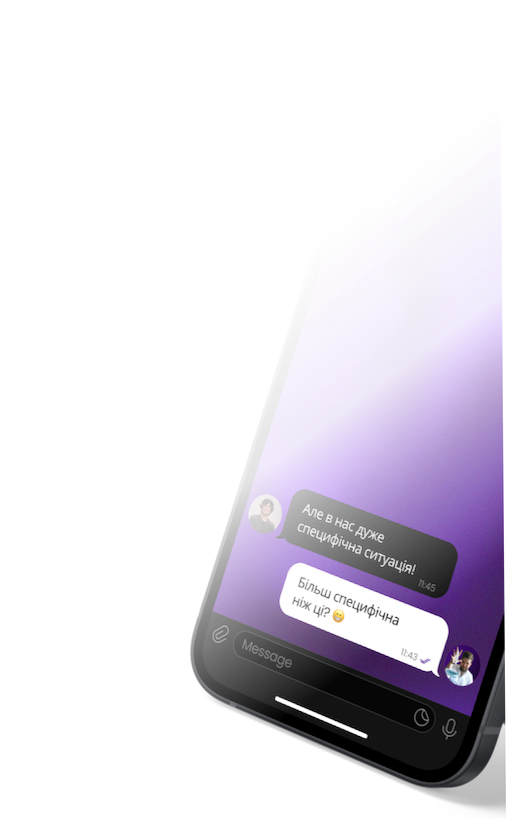 Але в нас дуже
специфічна ситуація!
11:45
Більш специфічна
ніж ці? 😁
11:43
Message